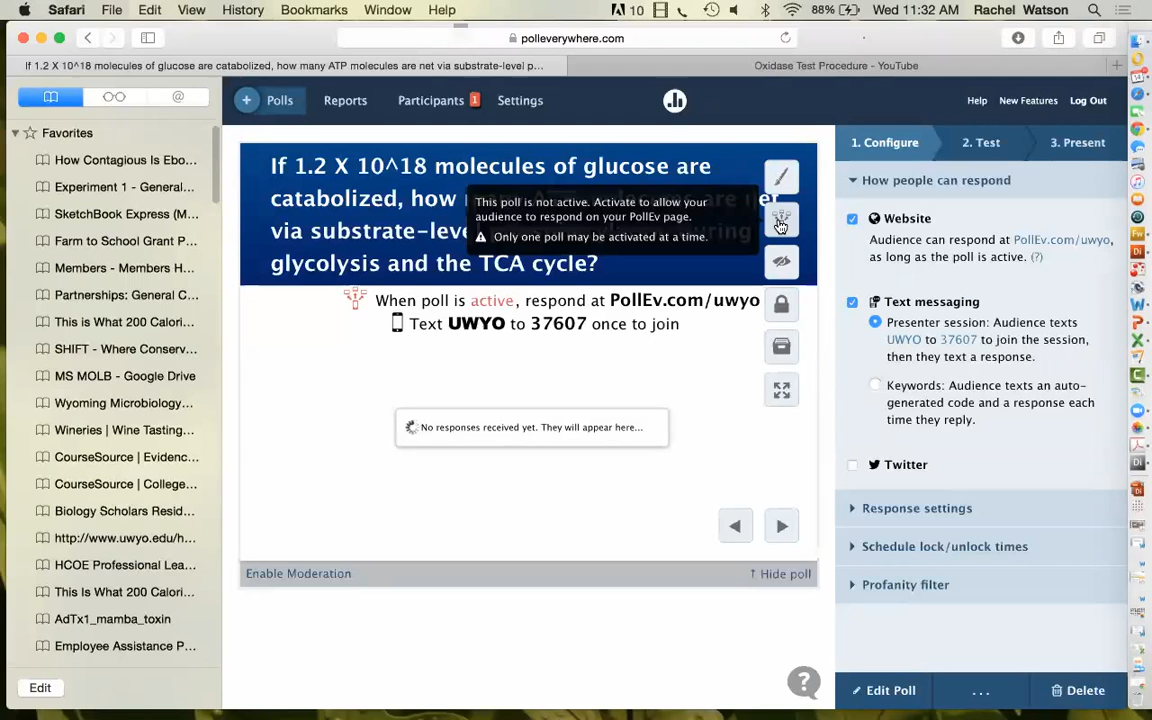 Safari File Edit View History Bookmarks Window Help 10 88% Wed 11:32 AM Rachel Watson
polleverywhere.com
If 1.2 X 10^18 molecules of glucose are catabolized, how many ATP molecules are net via substrate-level p... Oxidase Test Procedure - YouTube
@
Favorites
How Contagious Is Ebo...
Experiment 1 - General...
SketchBook Express (M...
Farm to School Grant P...
Members - Members H...
Partnerships: General C...
This is What 200 Calori...
SHIFT - Where Conserv...
MS MOLB - Google Drive
Wyoming Microbiology...
Wineries | Wine Tasting...
CourseSource | Evidenc...
CourseSource | College...
Biology Scholars Resid...
http://www.uwyo.edu/h...
HCOE Professional Lea...
This Is What 200 Calori...
AdTx1_mamba_toxin
Employee Assistance P...
Edit
+ Polls Reports Participants 1 Settings
Help New Features Log Out
If 1.2 X 10^18 molecules of glucose are
catabolized, how
via substrate-leve
glycolysis and the TCA cycle?
This poll is not active. Activate to allow your
audience to respond on your PollEv page.
Only one poll may be activated at a time.
When poll is active, respond at PollEv.com/uwyo
Text UWYO to 37607 once to join
No responses received yet. They will appear here...
Enable Moderation ↑ Hide poll
?
1. Configure 2. Test 3. Present
How people can respond
Website
Audience can respond at PollEv.com/uwyo,
as long as the poll is active. (?)
Text messaging
Presenter session: Audience texts
UWYO to 37607 to join the session,
then they text a response.
Keywords: Audience texts an auto-
generated code and a response each
time they reply.
Twitter
Response settings
Schedule lock/unlock times
Profanity filter
Edit Poll ... Delete